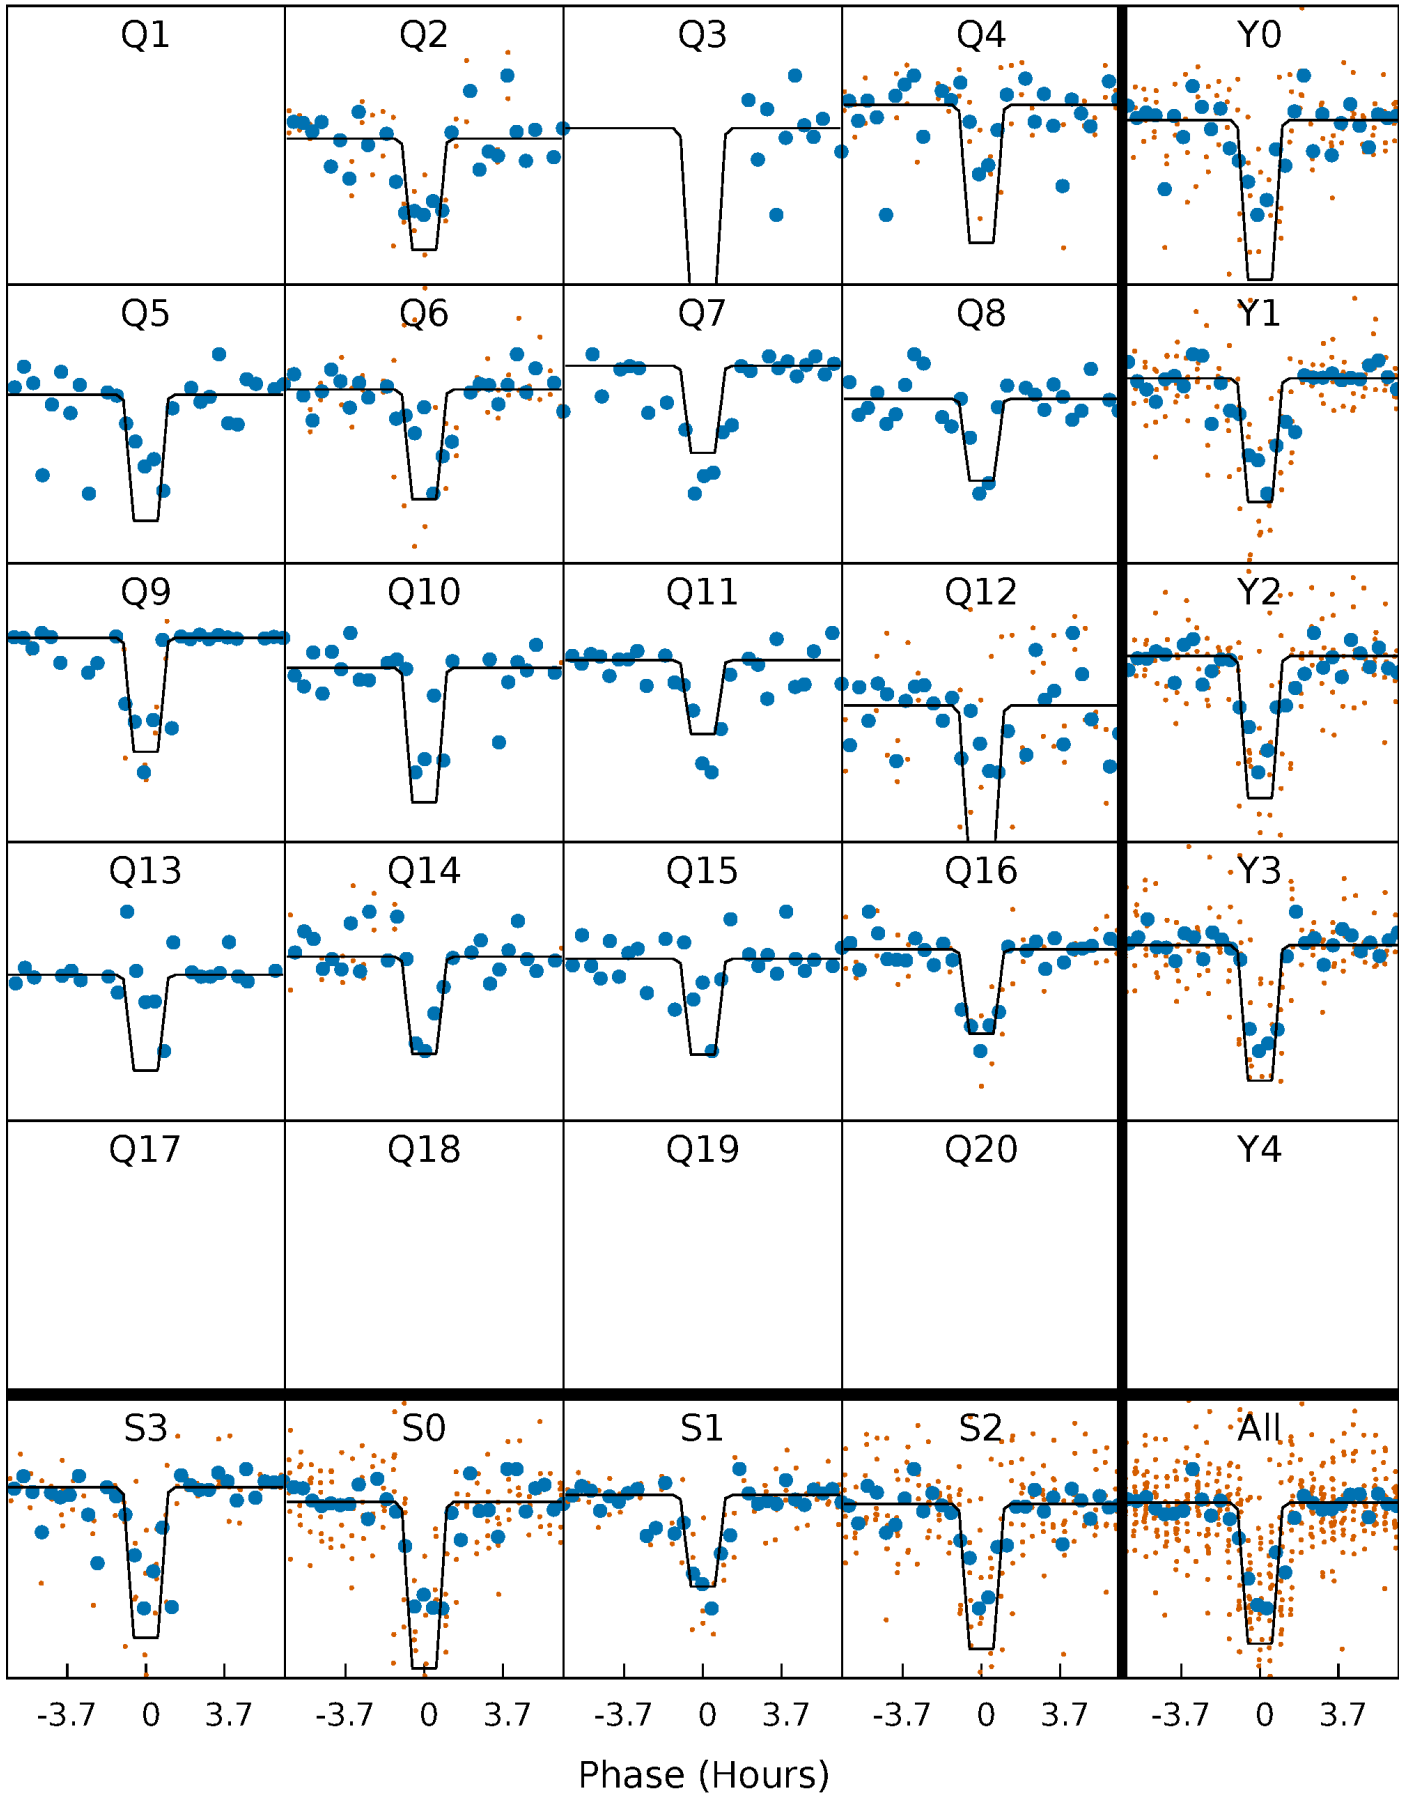 Q1 Q2 Q3 Q4 Y0
Q5 Q6 Q7 Q8 Y1
Q9 Q10 Q11 Q12 Y2
Q13 Q14 Q15 Q16 Y3
Q17 Q18 Q19 Q20 Y4
S3 S0 S1 S2 All
-3.7 0 3.7 -3.7 0 3.7 -3.7 0 3.7 -3.7 0 3.7 -3.7 0 3.7
Phase (Hours)